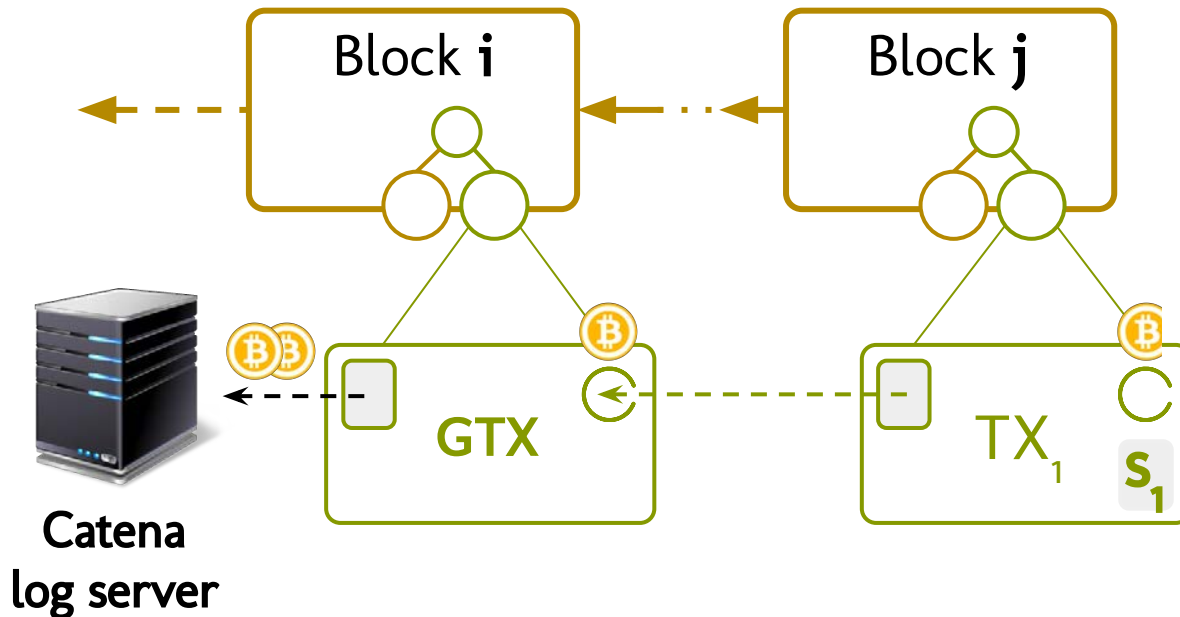 Block i
Block j
GTX
TX1
S1
Catena
log server